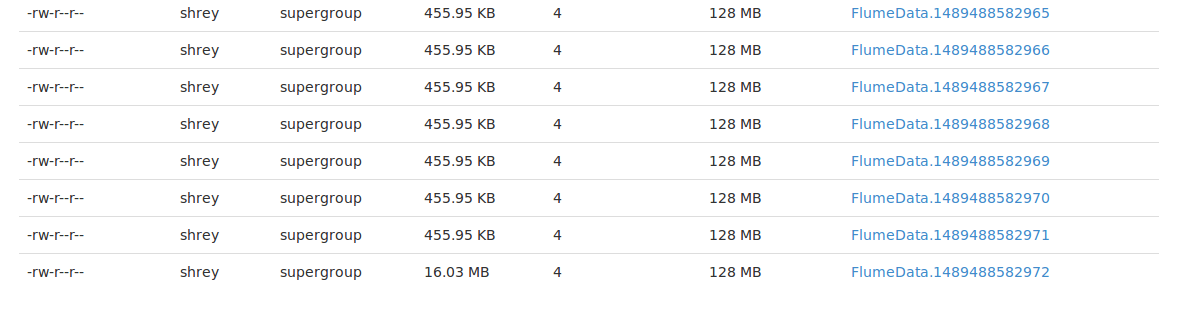 -rw-r--r-- shrey supergroup 455.95 KB 4 128 MB FlumeData.1489488582965
-rw-r--r-- shrey supergroup 455.95 KB 4 128 MB FlumeData.1489488582966
-rw-r--r-- shrey supergroup 455.95 KB 4 128 MB FlumeData.1489488582967
-rw-r--r-- shrey supergroup 455.95 KB 4 128 MB FlumeData.1489488582968
-rw-r--r-- shrey supergroup 455.95 KB 4 128 MB FlumeData.1489488582969
-rw-r--r-- shrey supergroup 455.95 KB 4 128 MB FlumeData.1489488582970
-rw-r--r-- shrey supergroup 455.95 KB 4 128 MB FlumeData.1489488582971
-rw-r--r-- shrey supergroup 16.03 MB 4 128 MB FlumeData.1489488582972